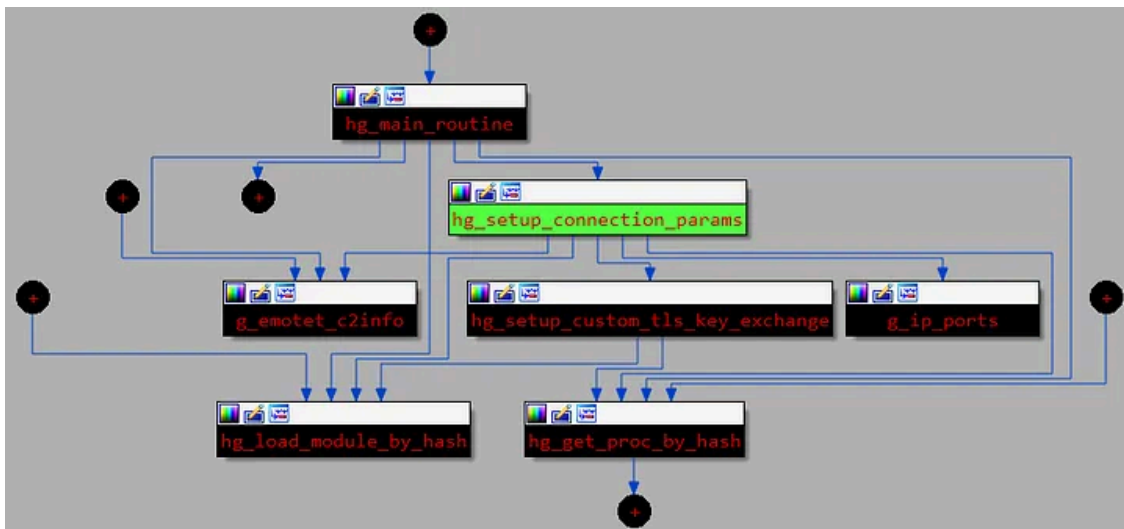 hg_main_routine
hg_setup_connection_params
g_emotet_c2info
hg_setup_custom_tls_key_exchange
g_ip_ports
hg_load_module_by_hash
hg_get_proc_by_hash